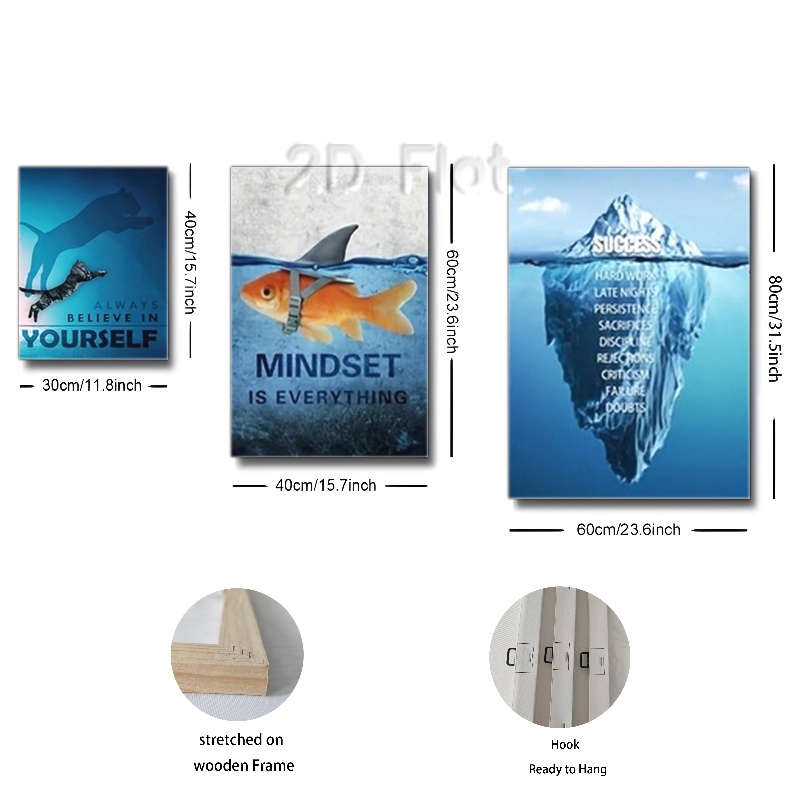 2D Flat
ALWAYS
BELIEVE IN
YOURSELF
40cm/15.7inch
30cm/11.8inch
MINDSET
IS EVERYTHING
60cm/23.6inch
40cm/15.7inch
SUCCESS
HARD WORK
LATE NIGHTS
PERSISTENCE
SACRIFICES
DISCIPLINE
REJECTIONS
CRITICISM
FAILURE
DOUBTS
80cm/31.5inch
60cm/23.6inch
stretched on
wooden Frame
Hook
Ready to Hang